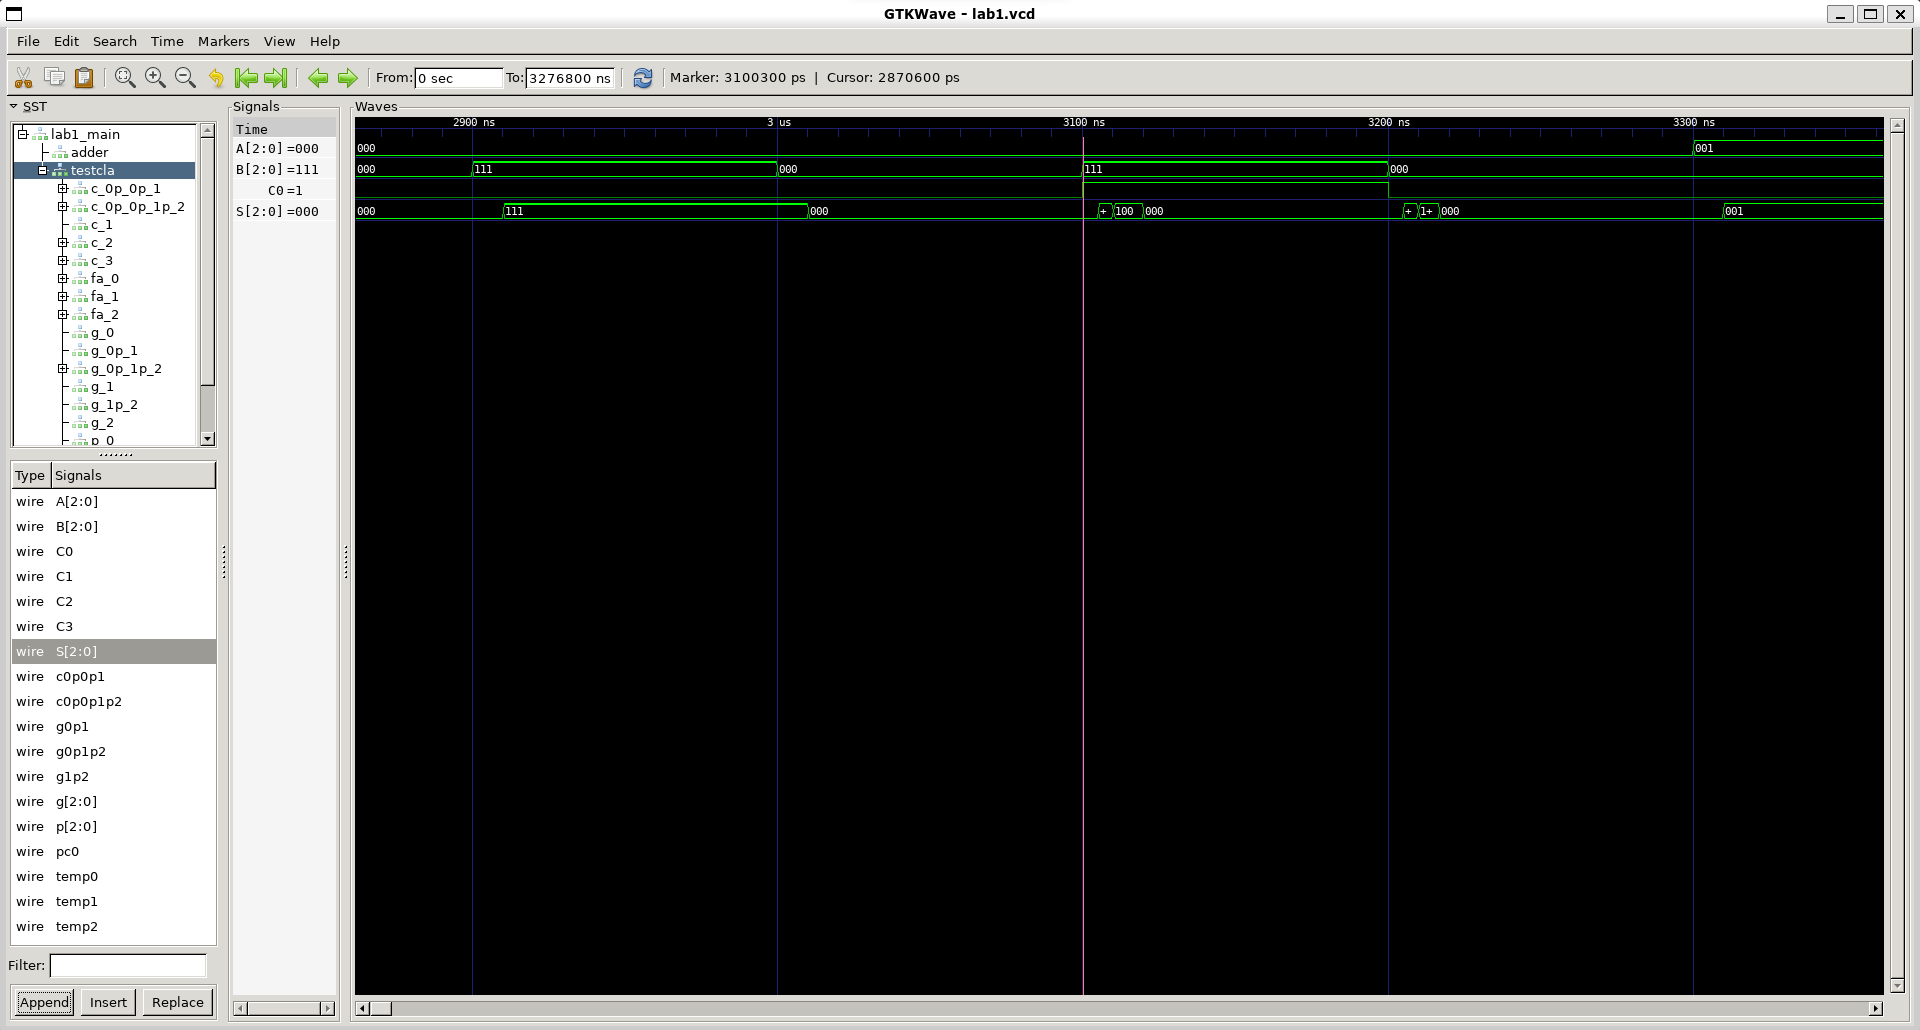 GTKWave - lab1.vcd
File Edit Search Time Markers View Help
From: 0 sec To: 3276800 ns Marker: 3100300 ps | Cursor: 2870600 ps
SST
lab1_main
adder
testcla
c_0p_0p_1
c_0p_0p_1p_2
c_1
c_2
c_3
fa_0
fa_1
fa_2
g_0
g_0p_1
g_0p_1p_2
g_1
g_1p_2
g_2
p_0
Type Signals
wire A[2:0]
wire B[2:0]
wire C0
wire C1
wire C2
wire C3
wire S[2:0]
wire c0p0p1
wire c0p0p1p2
wire g0p1
wire g0p1p2
wire g1p2
wire g[2:0]
wire p[2:0]
wire pc0
wire temp0
wire temp1
wire temp2
Filter:
Append Insert Replace
Signals
Time
A[2:0]=000
B[2:0]=111
C0=1
S[2:0]=000
Waves
2900 ns 3 us 3100 ns 3200 ns 3300 ns
000 001
000 111 000 111 000
000 111 000 + 100 000 + 1+ 000 001